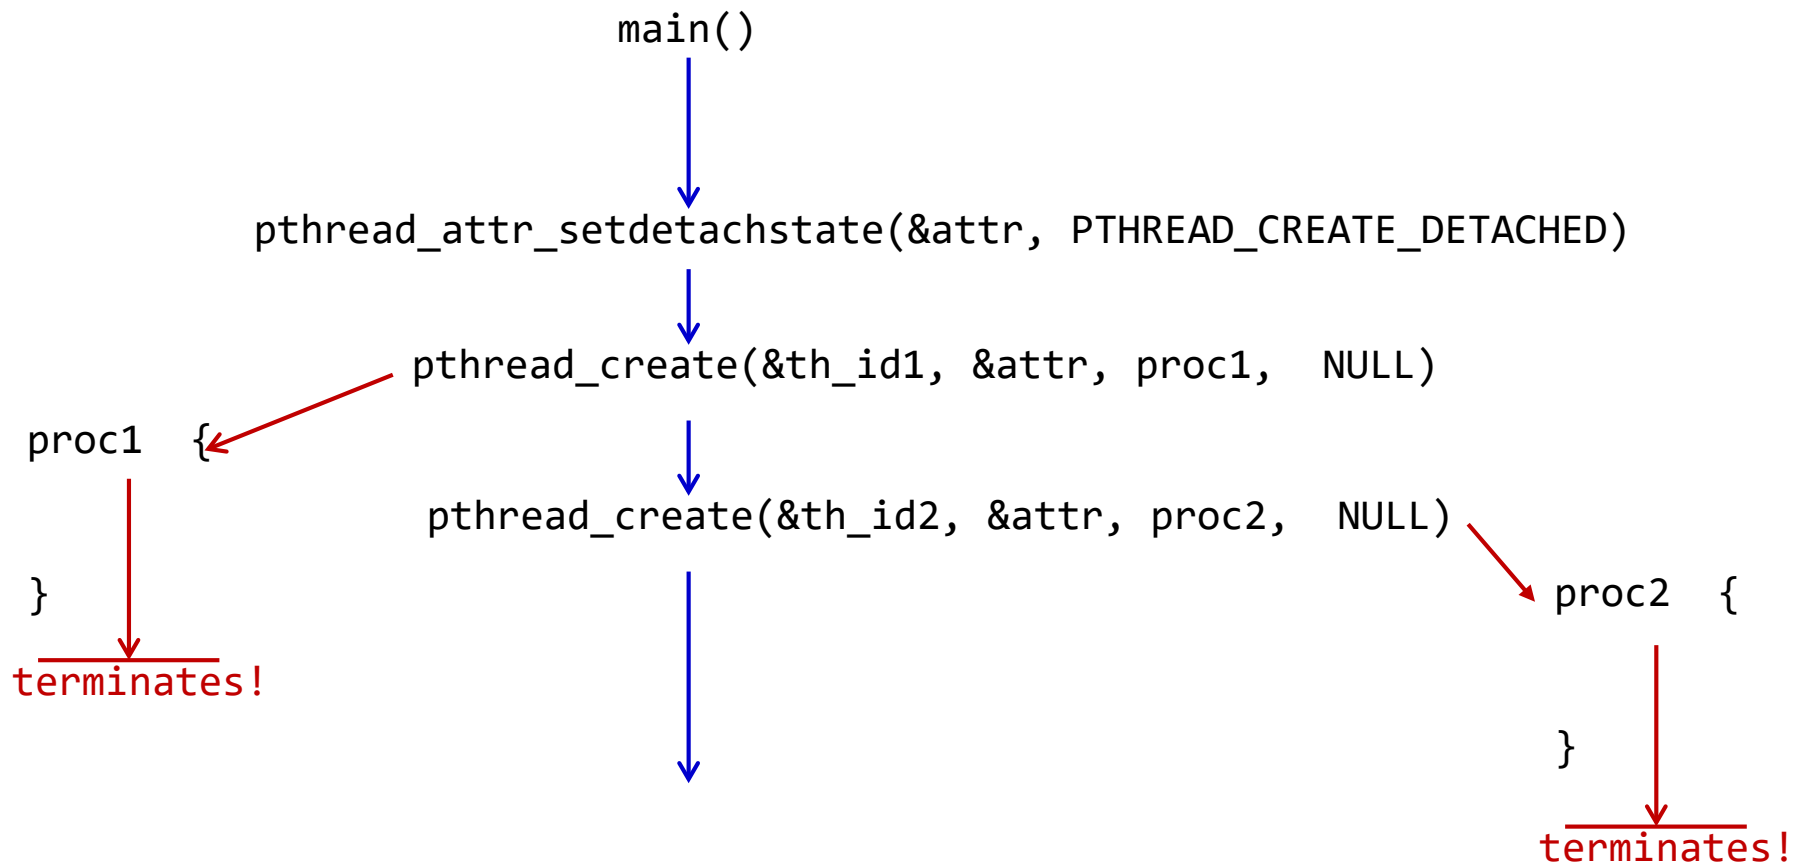 main()
pthread_attr_setdetachstate(&attr, PTHREAD_CREATE_DETACHED)
pthread_create(&th_id1, &attr, proc1, NULL)
proc1 {
pthread_create(&th_id2, &attr, proc2, NULL)
}
proc2 {
terminates!
}
terminates!